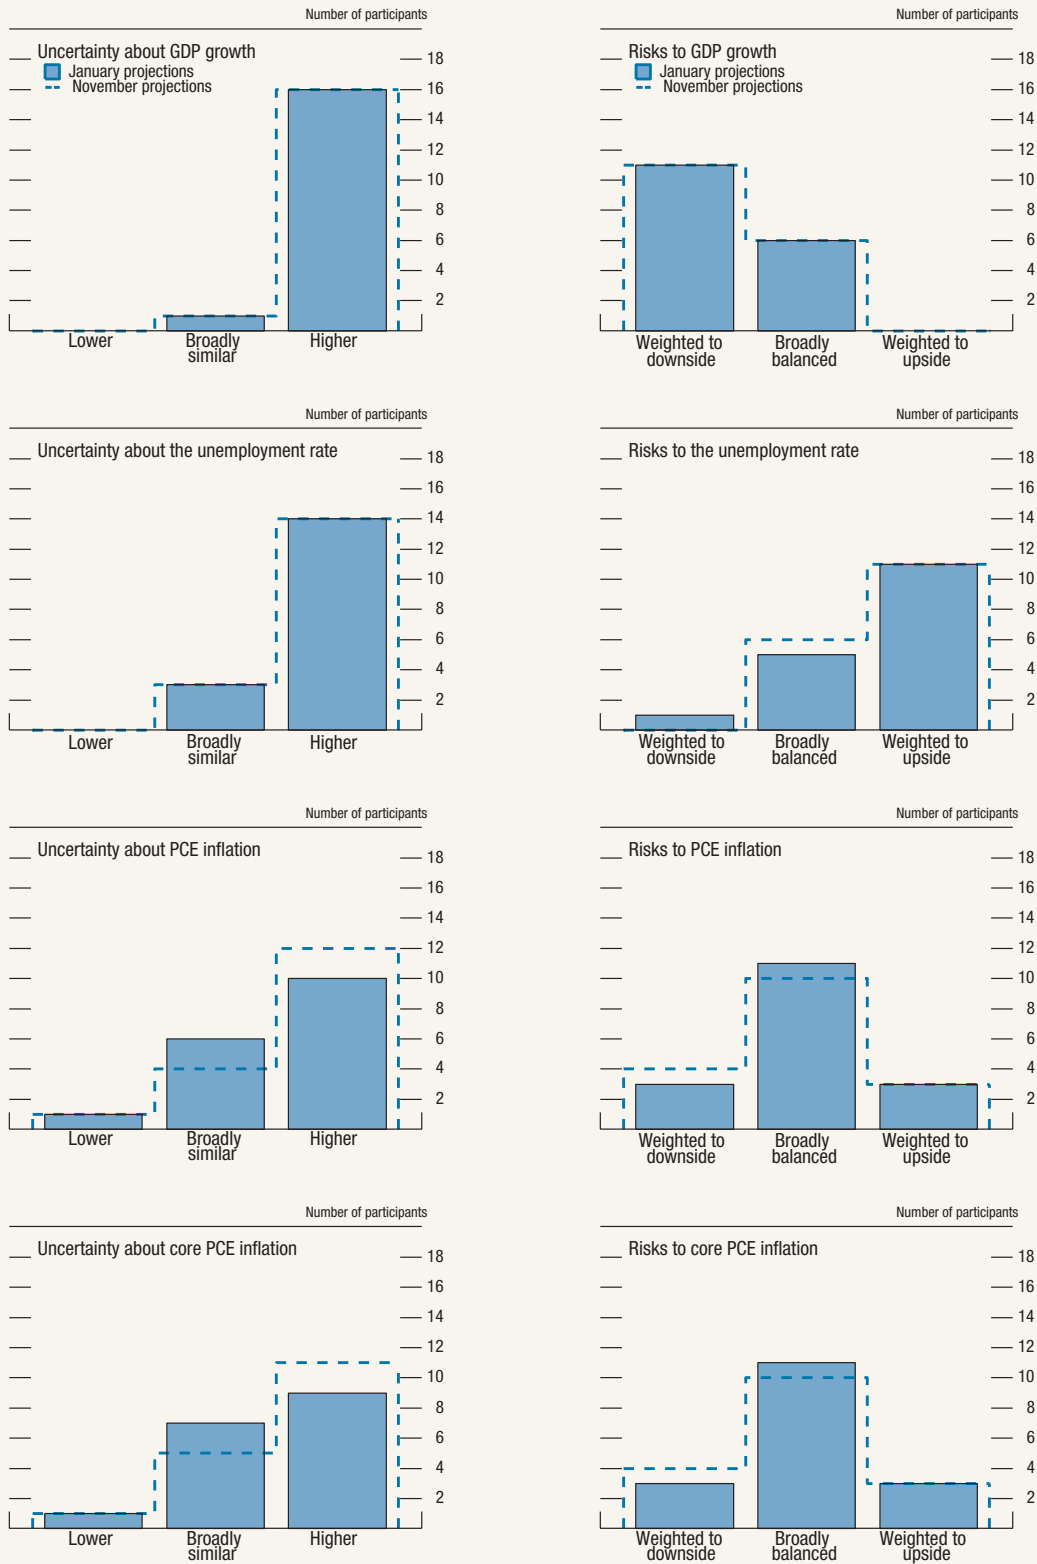 Number of participants
Uncertainty about GDP growth
January projections
November projections
18
16
14
12
10
8
6
4
2
Lower
Broadly
similar
Higher
Number of participants
Risks to GDP growth
January projections
November projections
18
16
14
12
10
8
6
4
2
Weighted to
downside
Broadly
balanced
Weighted to
upside
Number of participants
Uncertainty about the unemployment rate
18
16
14
12
10
8
6
4
2
Lower
Broadly
similar
Higher
Number of participants
Risks to the unemployment rate
18
16
14
12
10
8
6
4
2
Weighted to
downside
Broadly
balanced
Weighted to
upside
Number of participants
Uncertainty about PCE inflation
18
16
14
12
10
8
6
4
2
Lower
Broadly
similar
Higher
Number of participants
Risks to PCE inflation
18
16
14
12
10
8
6
4
2
Weighted to
downside
Broadly
balanced
Weighted to
upside
Number of participants
Uncertainty about core PCE inflation
18
16
14
12
10
8
6
4
2
Lower
Broadly
similar
Higher
Number of participants
Risks to core PCE inflation
18
16
14
12
10
8
6
4
2
Weighted to
downside
Broadly
balanced
Weighted to
upside